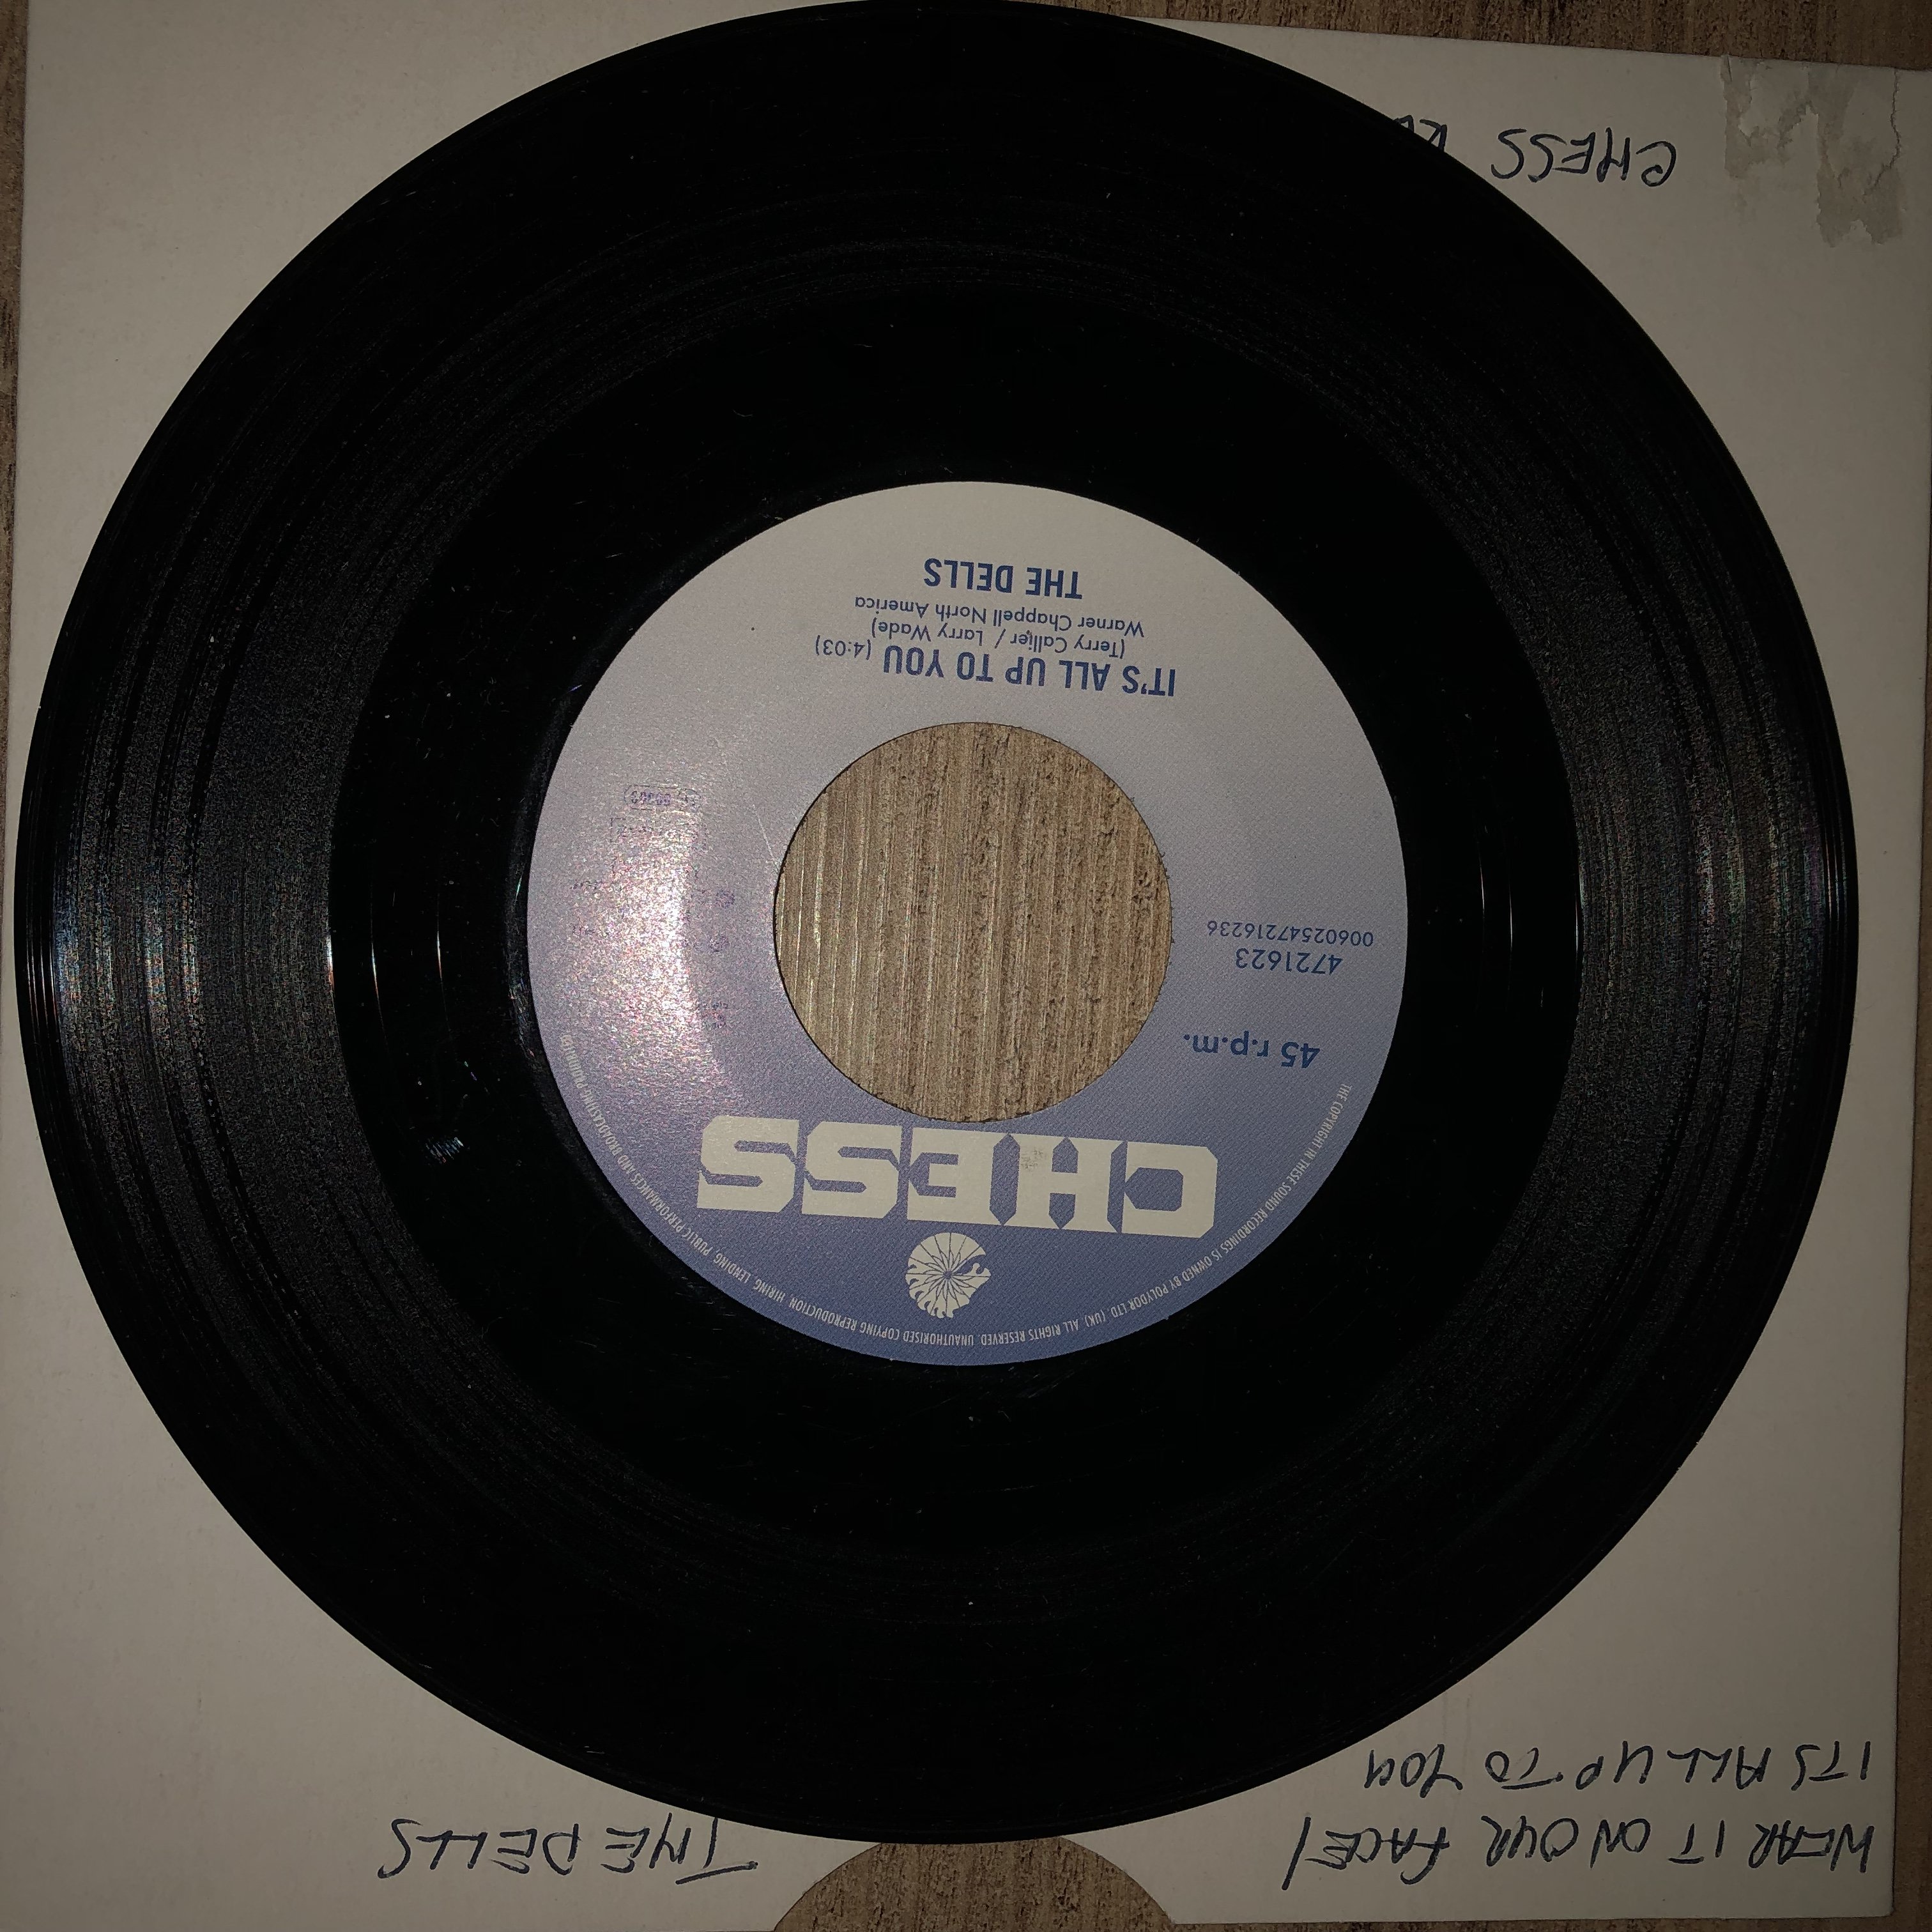 WEAR IT ON OUR FACE/
ITS ALL UP TO YOU
THE DELLS
THE COPYRIGHT IN THESE SOUND RECORDINGS IS OWNED BY POLYDOR LTD. (UK) ALL RIGHTS RESERVED. UNAUTHORISED COPYING REPRODUCTION, HIRING, LENDING, PUBLIC PERFORMANCES AND BROADCASTING PROHIBITED
CHESS
45 r.p.m.
4721623
00602547216236
IT'S ALL UP TO YOU (4:03)
(Terry Callier / Larry Wade)
Warner Chappell North America
THE DELLS
CHESS